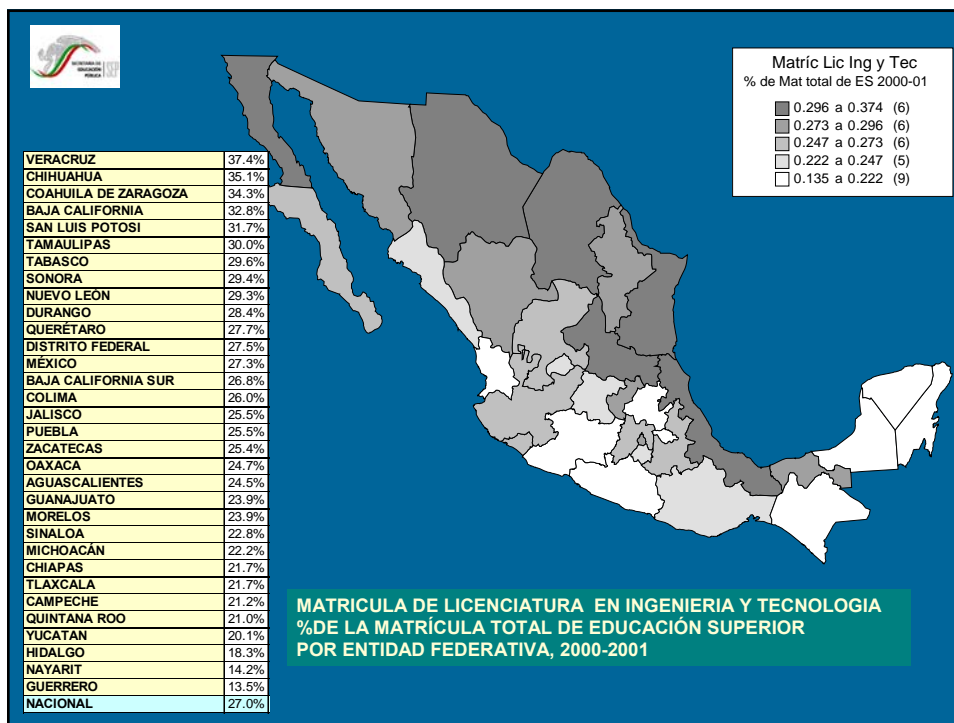 SECRETARÍA DE
EDUCACIÓN
PÚBLICA
SEP
Matríc Lic Ing y Tec
% de Mat total de ES 2000-01
0.296 a 0.374 (6)
0.273 a 0.296 (6)
0.247 a 0.273 (6)
0.222 a 0.247 (5)
0.135 a 0.222 (9)
VERACRUZ 37.4%
CHIHUAHUA 35.1%
COAHUILA DE ZARAGOZA 34.3%
BAJA CALIFORNIA 32.8%
SAN LUIS POTOSI 31.7%
TAMAULIPAS 30.0%
TABASCO 29.6%
SONORA 29.4%
NUEVO LEÓN 29.3%
DURANGO 28.4%
QUERÉTARO 27.7%
DISTRITO FEDERAL 27.5%
MÉXICO 27.3%
BAJA CALIFORNIA SUR 26.8%
COLIMA 26.0%
JALISCO 25.5%
PUEBLA 25.5%
ZACATECAS 25.4%
OAXACA 24.7%
AGUASCALIENTES 24.5%
GUANAJUATO 23.9%
MORELOS 23.9%
SINALOA 22.8%
MICHOACÁN 22.2%
CHIAPAS 21.7%
TLAXCALA 21.7%
CAMPECHE 21.2%
QUINTANA ROO 21.0%
YUCATAN 20.1%
HIDALGO 18.3%
NAYARIT 14.2%
GUERRERO 13.5%
NACIONAL 27.0%
MATRICULA DE LICENCIATURA EN INGENIERIA Y TECNOLOGIA
%DE LA MATRÍCULA TOTAL DE EDUCACIÓN SUPERIOR
POR ENTIDAD FEDERATIVA, 2000-2001